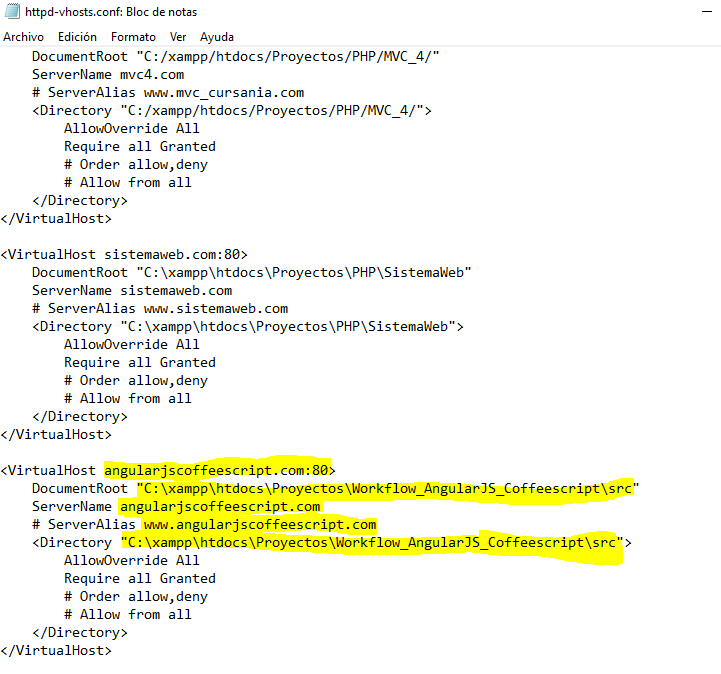 httpd-vhosts.conf: Bloc de notas
Archivo Edición Formato Ver Ayuda
DocumentRoot "C:/xampp/htdocs/Proyectos/PHP/MVC_4/"
ServerName mvc4.com
# ServerAlias www.mvc_cursania.com
<Directory "C:/xampp/htdocs/Proyectos/PHP/MVC_4/">
AllowOverride All
Require all Granted
# Order allow,deny
# Allow from all
</Directory>
</VirtualHost>
<VirtualHost sistemaweb.com:80>
DocumentRoot "C:\xampp\htdocs\Proyectos\PHP\SistemaWeb"
ServerName sistemaweb.com
# ServerAlias www.sistemaweb.com
<Directory "C:\xampp\htdocs\Proyectos\PHP\SistemaWeb">
AllowOverride All
Require all Granted
# Order allow,deny
# Allow from all
</Directory>
</VirtualHost>
<VirtualHost angularjscoffeescript.com:80>
DocumentRoot "C:\xampp\htdocs\Proyectos\Workflow_AngularJS_Coffeescript\src"
ServerName angularjscoffeescript.com
# ServerAlias www.angularjscoffeescript.com
<Directory "C:\xampp\htdocs\Proyectos\Workflow_AngularJS_Coffeescript\src">
AllowOverride All
Require all Granted
# Order allow,deny
# Allow from all
</Directory>
</VirtualHost>